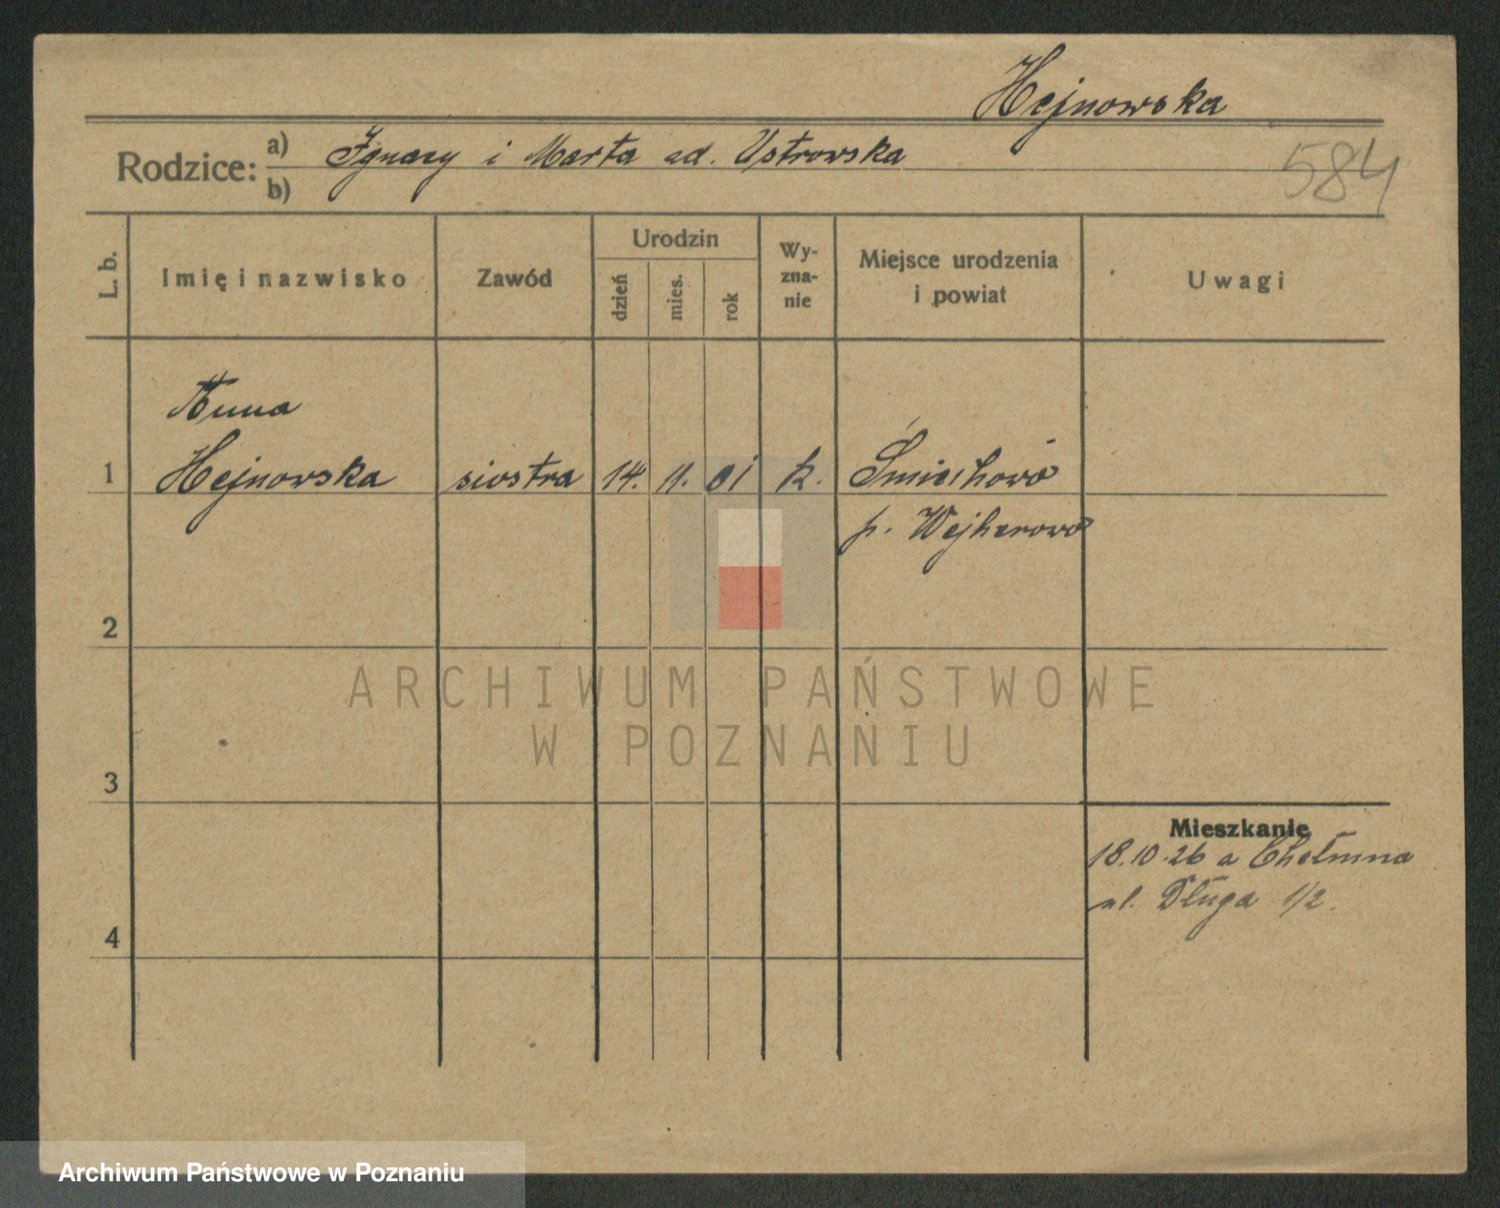 Hejnowska
Rodzice: a) Ignacy i Marta zd. Ustrowska
b)
584
L. b.
Imię i nazwisko
Zawód
Urodzin
dzień
mies.
rok
Wy-
zna-
nie
Miejsce urodzenia
i powiat
Uwagi
Anna
1 Hejnowska siostra 14. 11. 01 k. Śmiechowo
p. Wejherowo
2
3
4
Mieszkanie
18.10.26 a Chełmna
ul. Długa 1/2.
ARCHIWUM PAŃSTWOWE
W POZNANIU
Archiwum Państwowe w Poznaniu